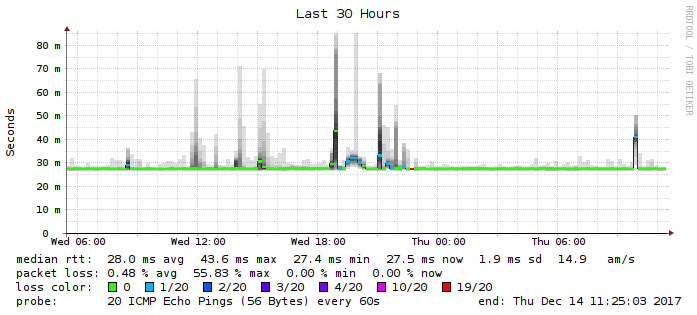 Last 30 Hours
RRDTOOL / TOBI OETIKER
Seconds
80 m
70 m
60 m
50 m
40 m
30 m
20 m
10 m
0
Wed 06:00 Wed 12:00 Wed 18:00 Thu 00:00 Thu 06:00
median rtt: 28.0 ms avg 43.6 ms max 27.4 ms min 27.5 ms now 1.9 ms sd 14.9 am/s
packet loss: 0.48 % avg 55.83 % max 0.00 % min 0.00 % now
loss color: 0 1/20 2/20 3/20 4/20 10/20 19/20
probe: 20 ICMP Echo Pings (56 Bytes) every 60s end: Thu Dec 14 11:25:03 2017